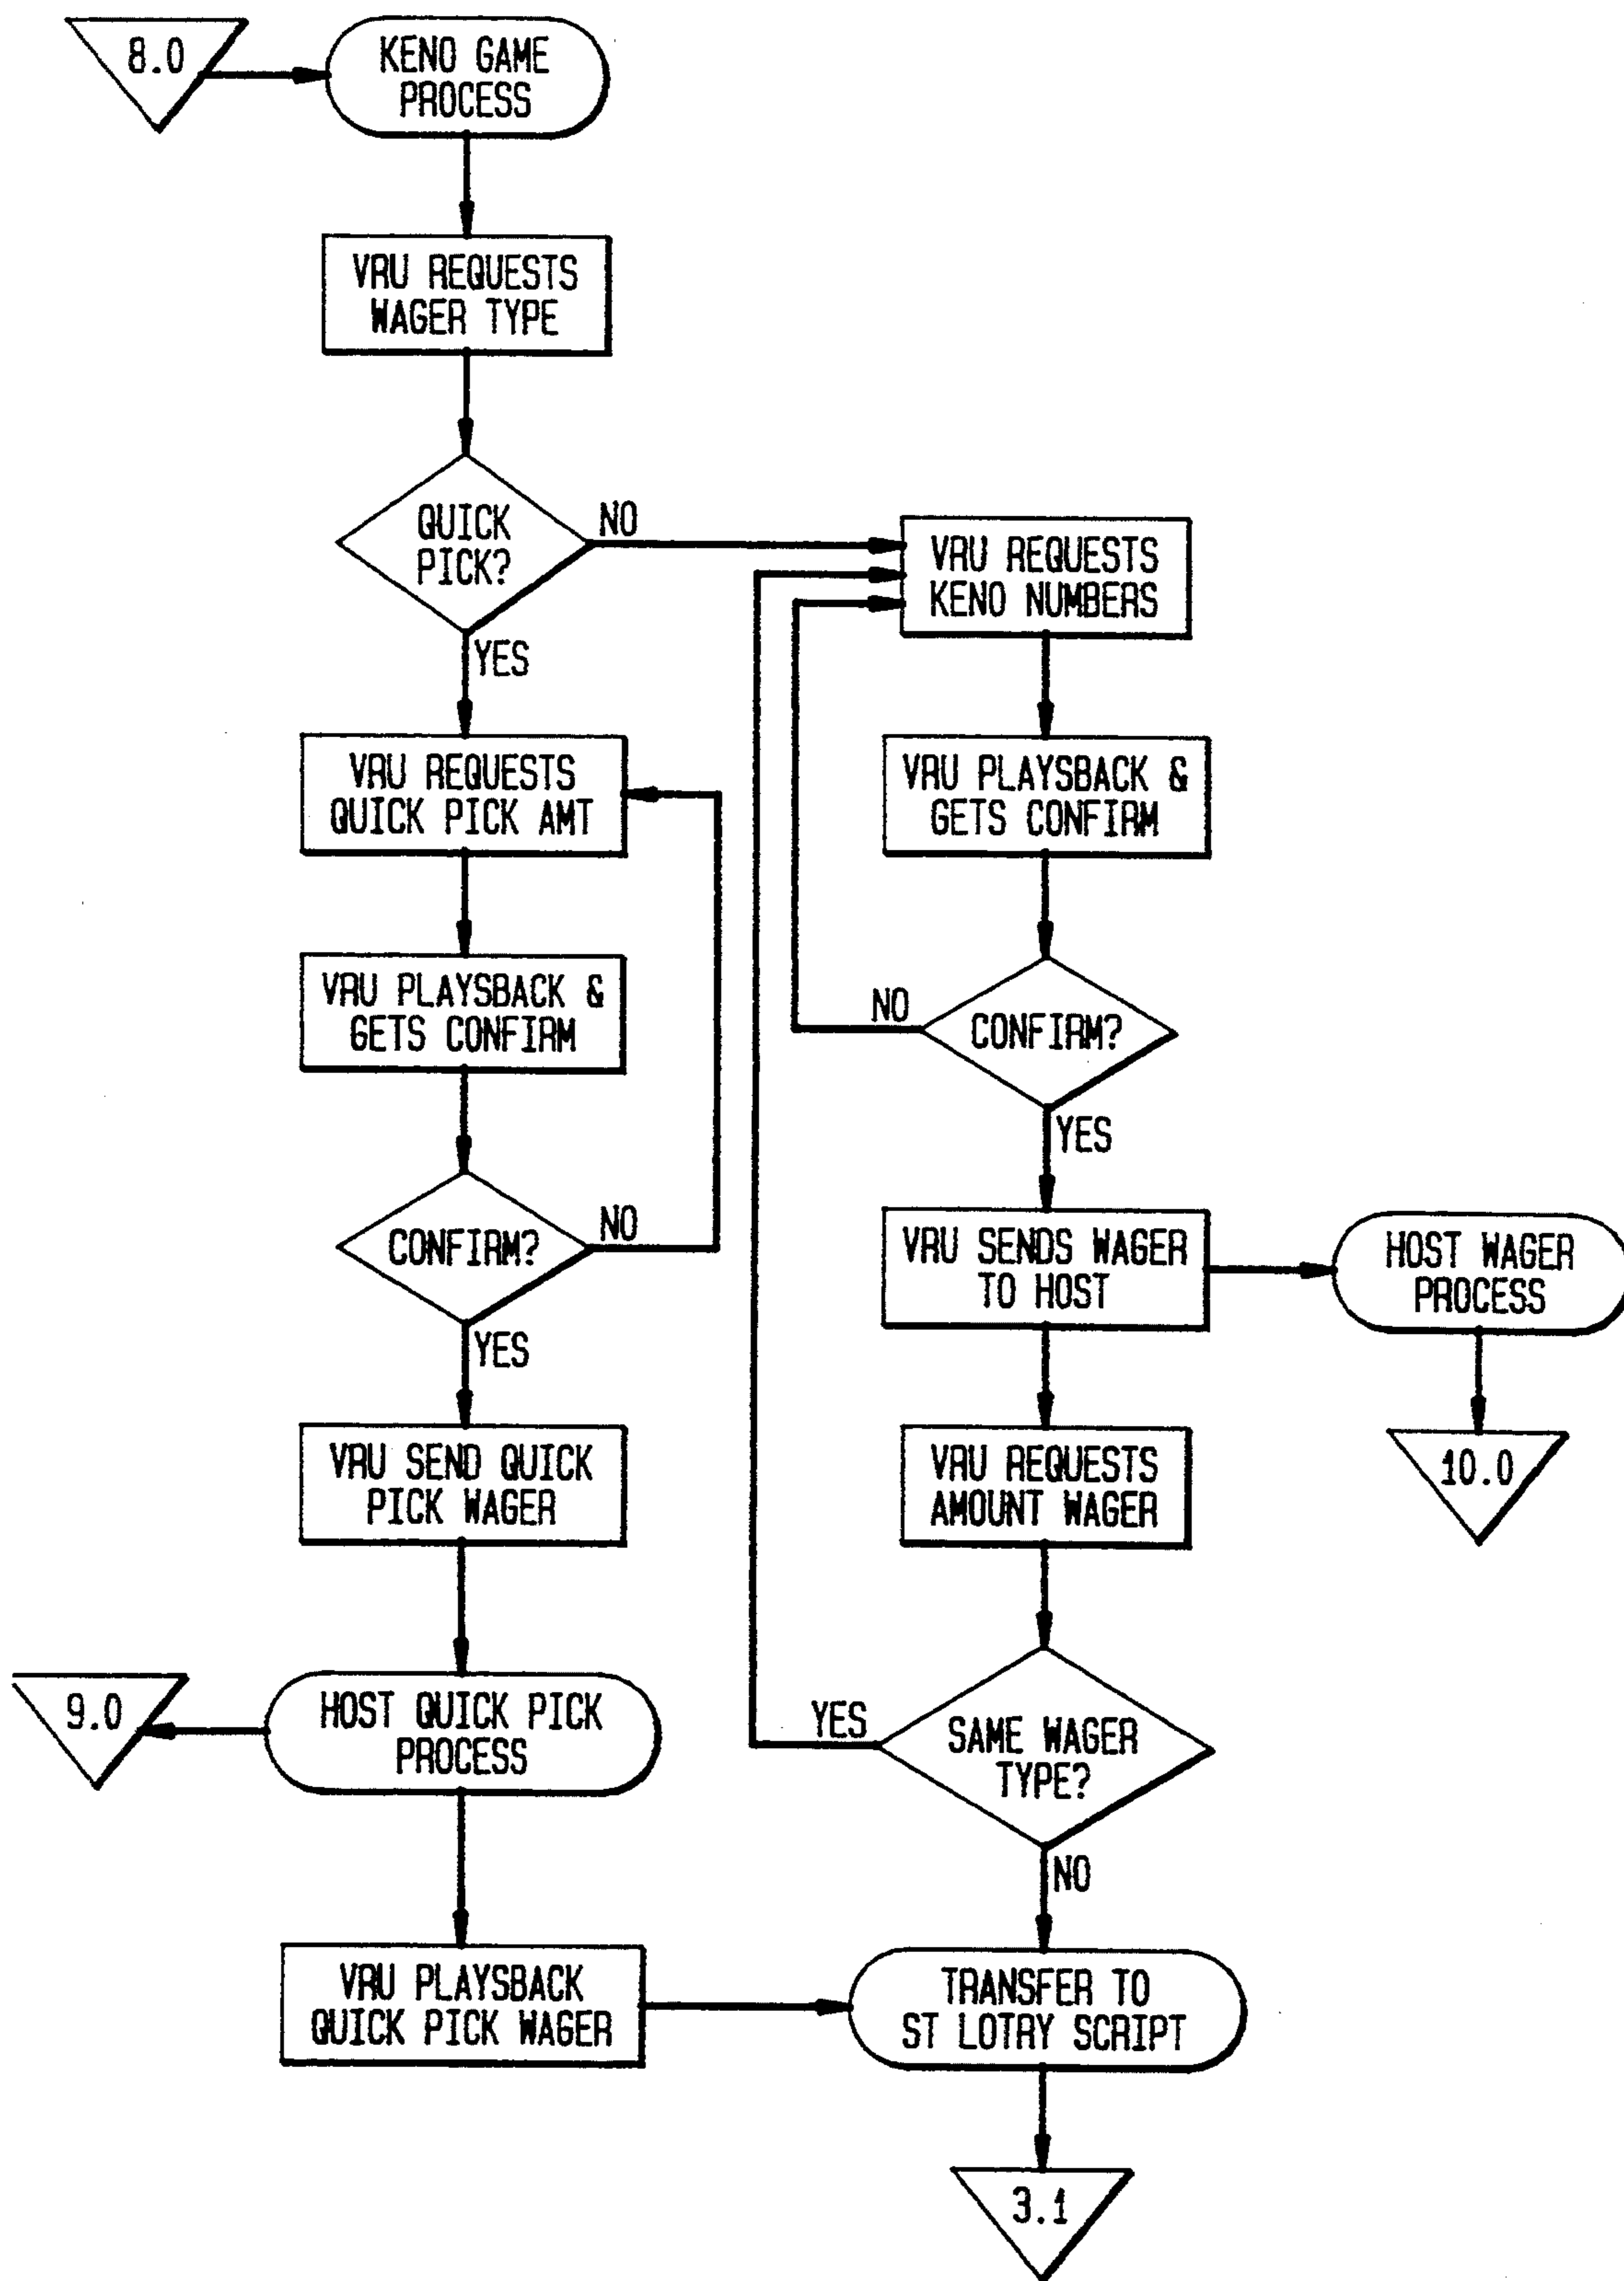 8.0
KENO GAME
PROCESS
VRU REQUESTS
WAGER TYPE
QUICK
PICK?
NO
YES
VRU REQUESTS
KENO NUMBERS
VRU REQUESTS
QUICK PICK AMT
VRU PLAYSBACK &
GETS CONFIRM
VRU PLAYSBACK &
GETS CONFIRM
CONFIRM?
NO
YES
CONFIRM?
NO
YES
VRU SENDS WAGER
TO HOST
HOST WAGER
PROCESS
10.0
VRU SEND QUICK
PICK WAGER
VRU REQUESTS
AMOUNT WAGER
9.0
HOST QUICK PICK
PROCESS
YES
SAME WAGER
TYPE?
NO
VRU PLAYSBACK
QUICK PICK WAGER
TRANSFER TO
ST LOTRY SCRIPT
3.1